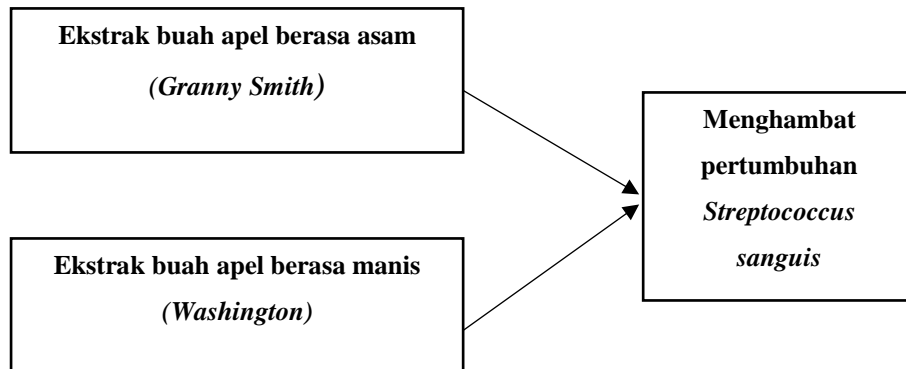 Ekstrak buah apel berasa asam
(Granny Smith)
Ekstrak buah apel berasa manis
(Washington)
Menghambat
pertumbuhan
Streptococcus
sanguis